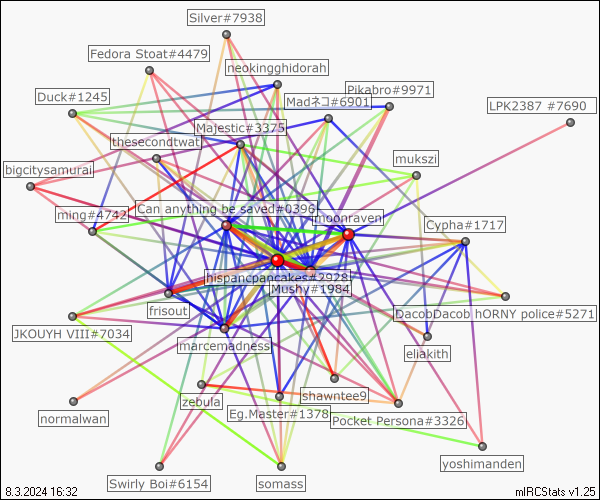 Silver#7938
Fedora Stoat#4479
neokingghidorah
Duck#1245
Madネコ#6901
Pikabro#9971
LPK2387 #7690
Majestic#3375
thesecondtwat
mukszi
bigcitysamurai
ming#4742
Can anything be saved#0396
moonraven
Cypha#1717
hispancpancakes#2928
Mushy#1984
frisout
DacobDacob hORNY police#5271
JKOUYH VIII#7034
marcemadness
eliakith
zebula
shawntee9
normalwan
Eg.Master#1378
Pocket Persona#3326
yoshimanden
Swirly Boi#6154
somass
8.3.2024 16:32
mIRCStats v1.25